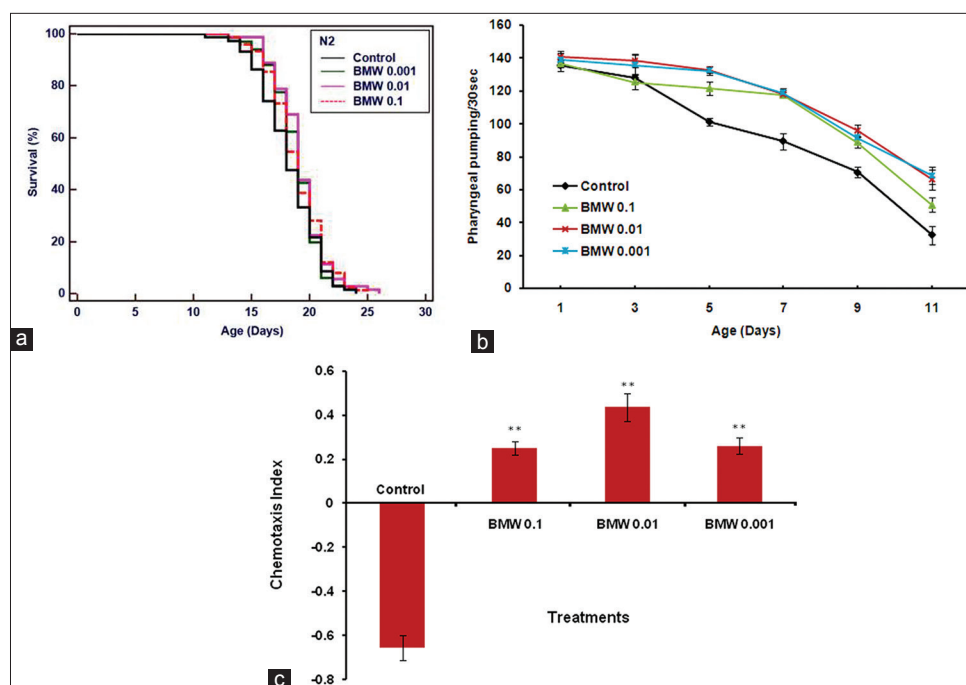 100
80
60
40
20
0
Survival (%)
N2
Control
BMW 0.001
BMW 0.01
BMW 0.1
0 5 10 15 20 25 30
Age (Days)
a
160
140
120
100
80
60
40
20
0
Pharyngeal pumping/30sec
Control
BMW 0.1
BMW 0.01
BMW 0.001
1 3 5 7 9 11
Age (Days)
b
0.6
0.4
0.2
0
-0.2
-0.4
-0.6
-0.8
Chemotaxis Index
Control
**
**
**
BMW 0.1 BMW 0.01 BMW 0.001
Treatments
c